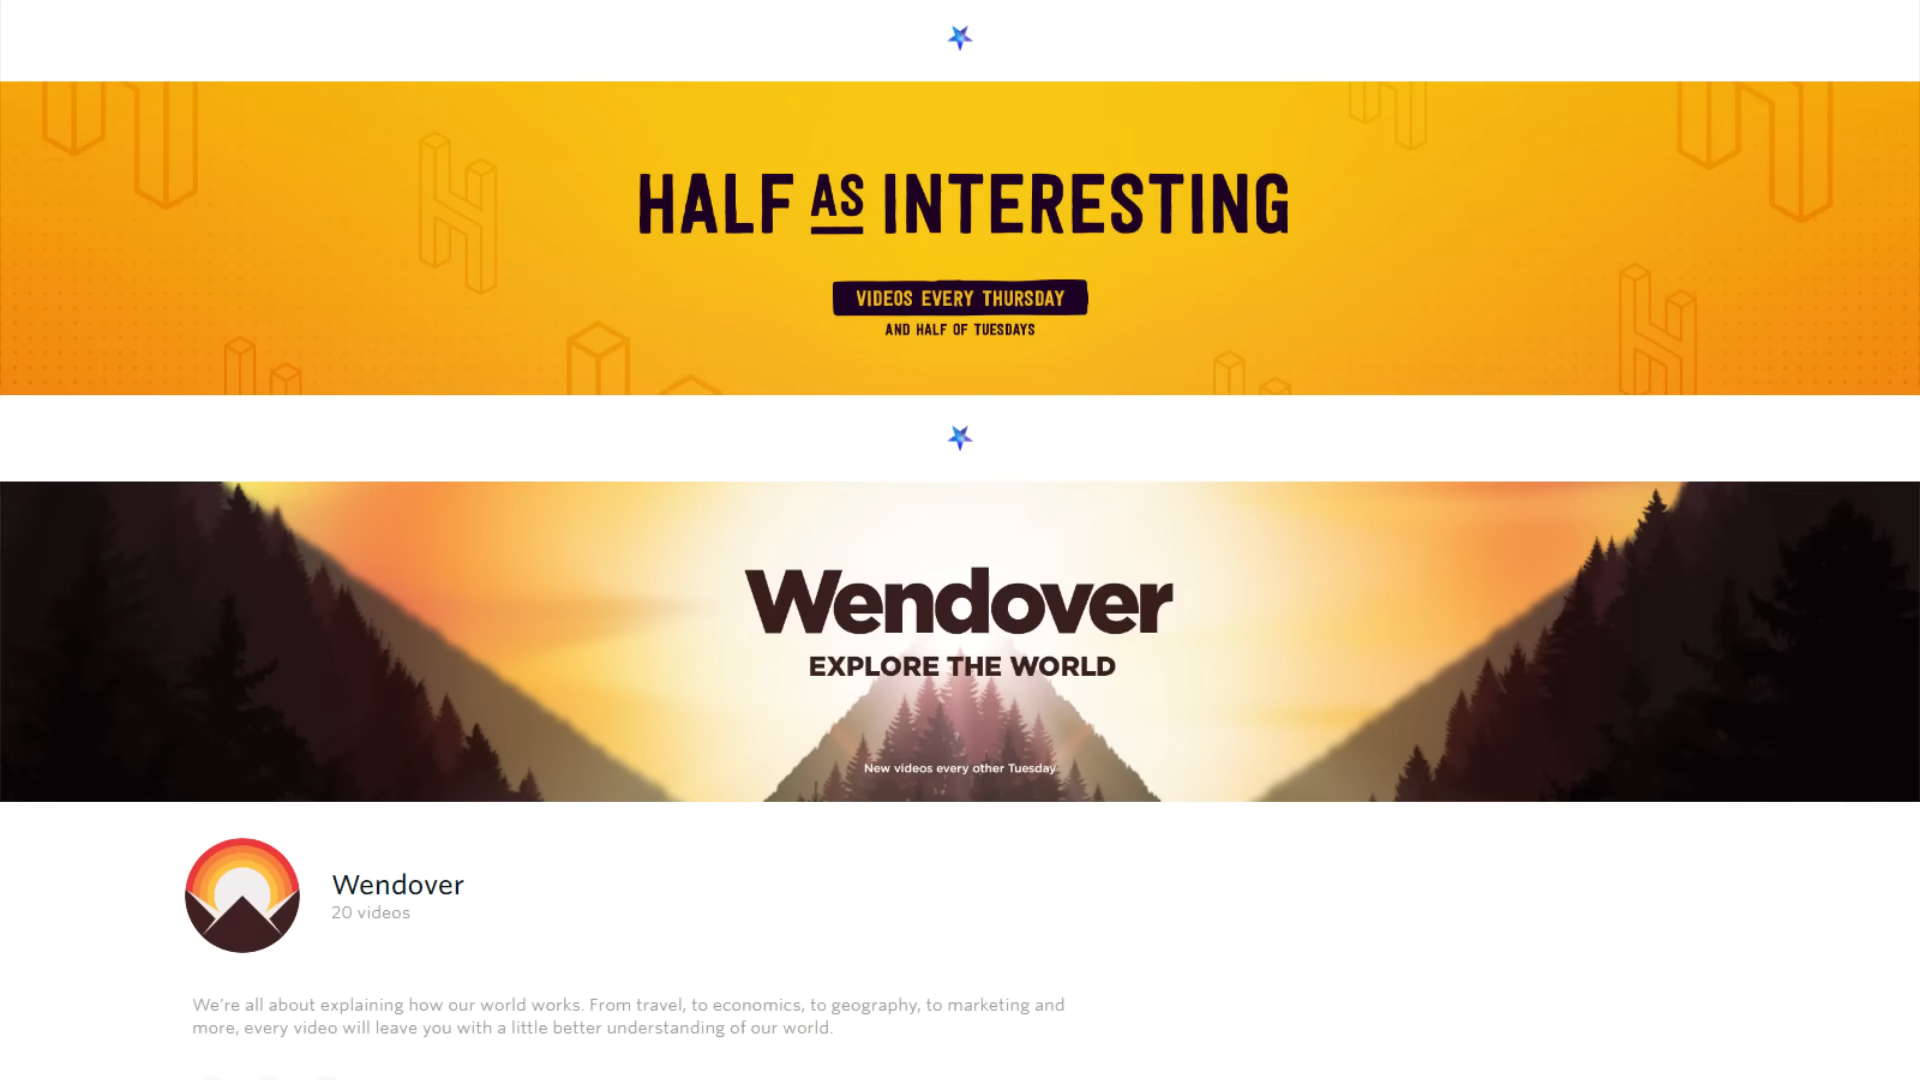 HALF AS INTERESTING
VIDEOS EVERY THURSDAY
AND HALF OF TUESDAYS
Wendover
EXPLORE THE WORLD
New videos every other Tuesday
Wendover
20 videos
We're all about explaining how our world works. From travel, to economics, to geography, to marketing and
more, every video will leave you with a little better understanding of our world.